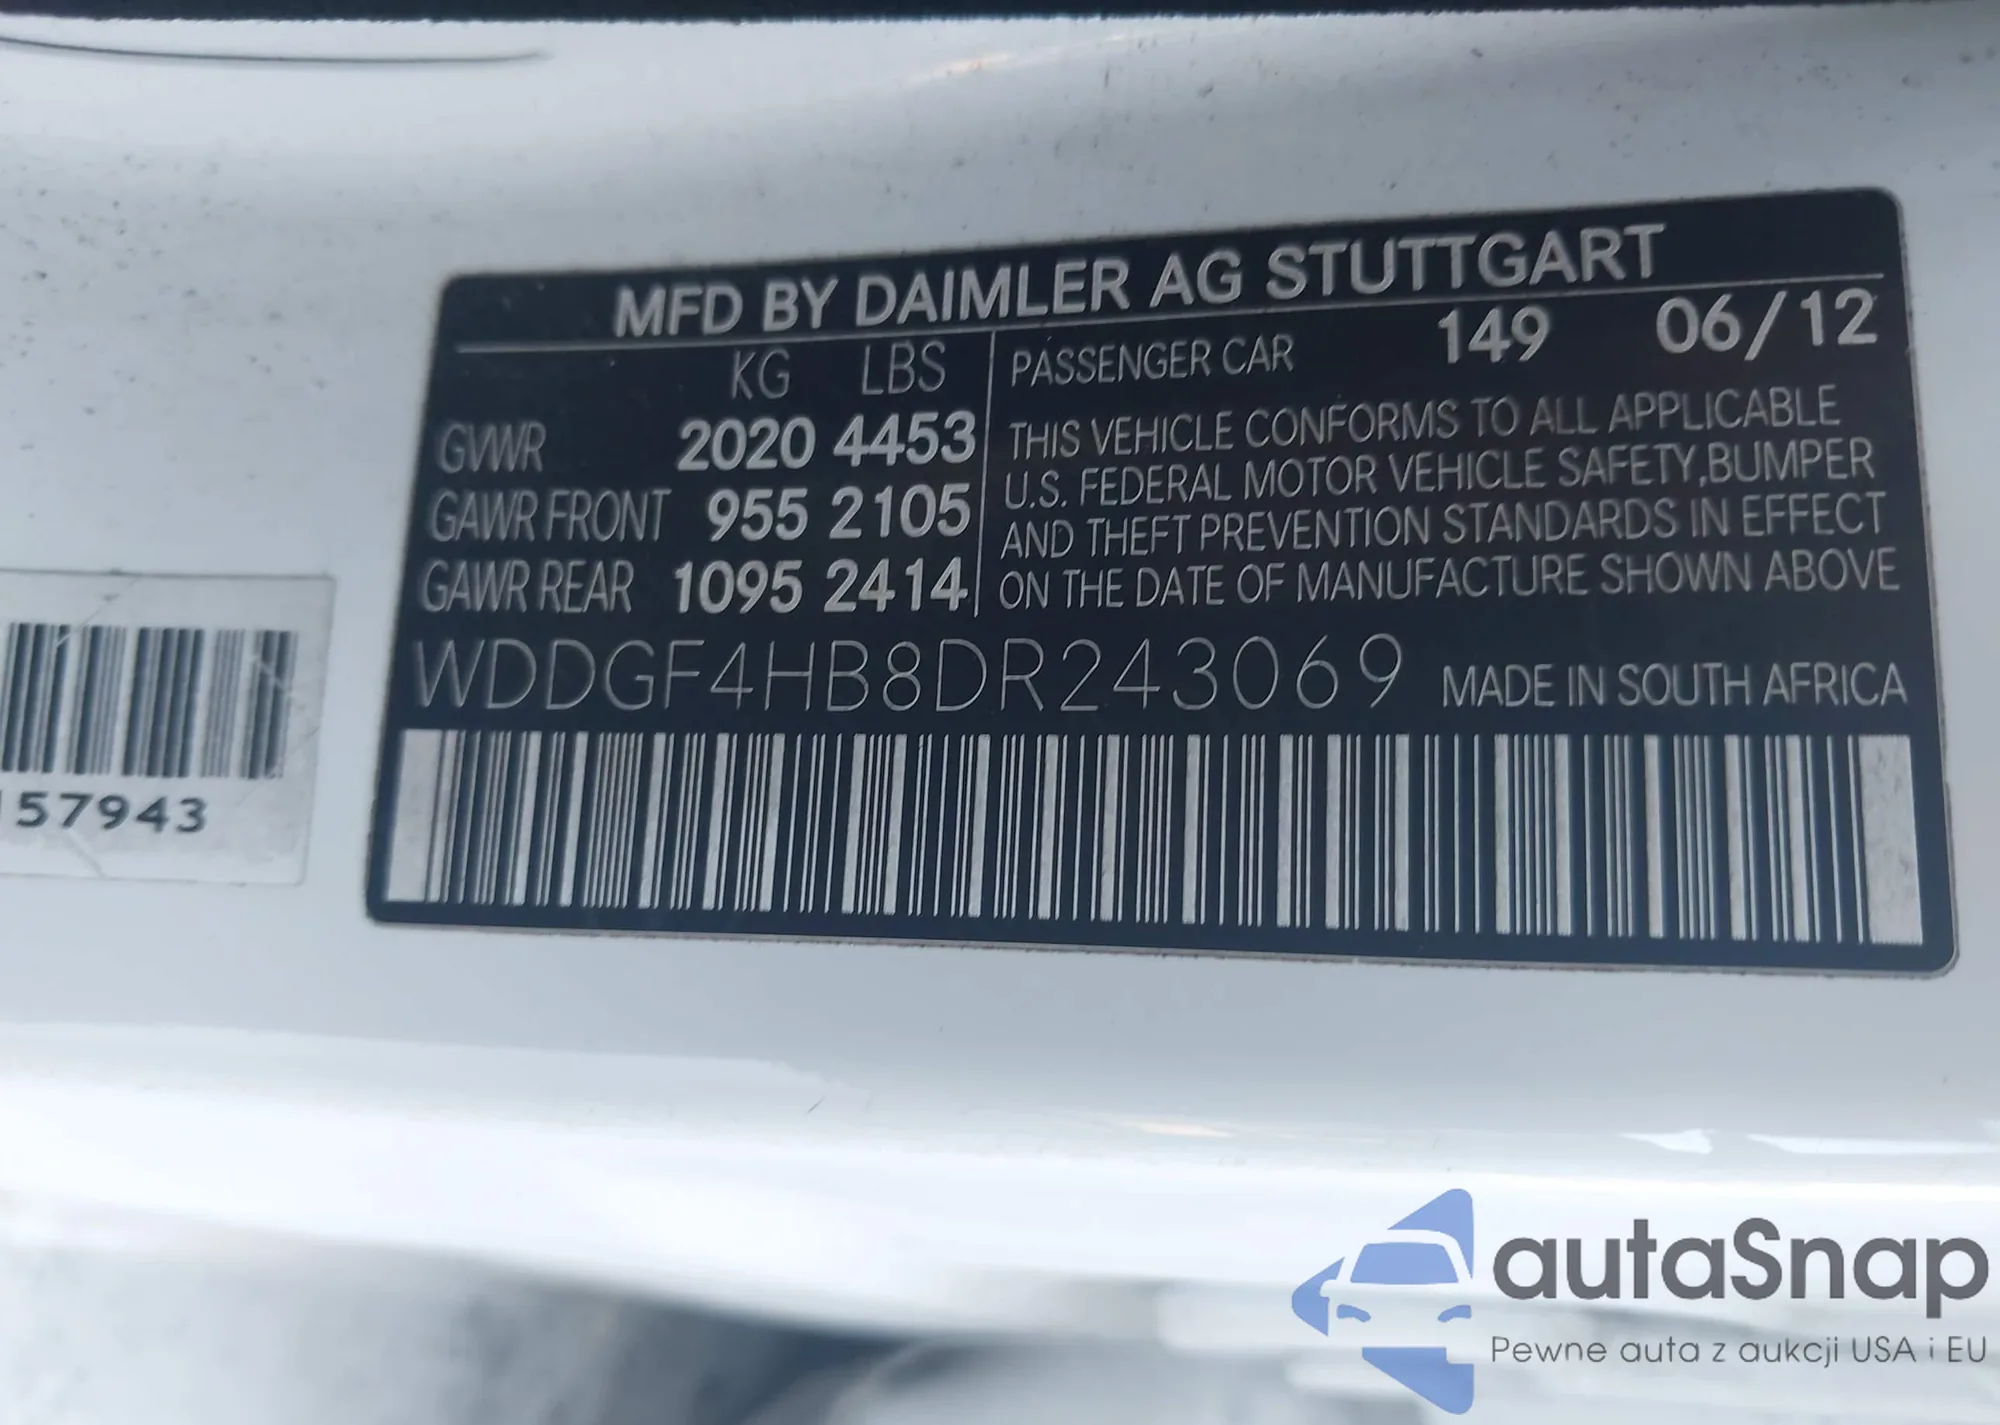 MFD BY DAIMLER AG STUTTGART
KG LBS
GVWR 2020 4453
GAWR FRONT 955 2105
GAWR REAR 1095 2414
PASSENGER CAR 149 06/12
THIS VEHICLE CONFORMS TO ALL APPLICABLE
U.S. FEDERAL MOTOR VEHICLE SAFETY,BUMPER
AND THEFT PREVENTION STANDARDS IN EFFECT
ON THE DATE OF MANUFACTURE SHOWN ABOVE
WDDGF4HB8DR243069 MADE IN SOUTH AFRICA
157943
autaSnap
Pewne auta z aukcji USA i EU